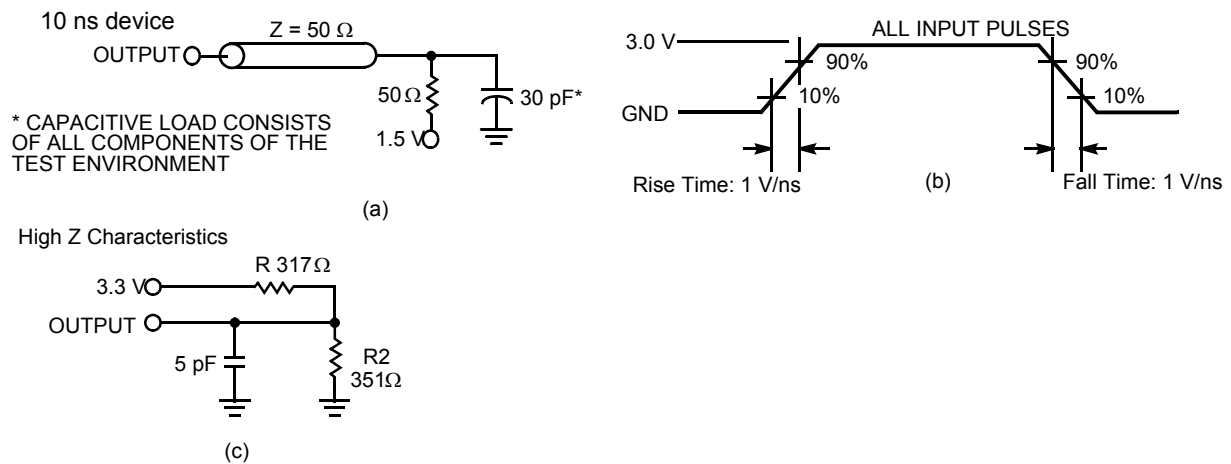 10 ns device
Z = 50 Ω
OUTPUT
50Ω
30 pF*
1.5 V
* CAPACITIVE LOAD CONSISTS
OF ALL COMPONENTS OF THE
TEST ENVIRONMENT
(a)
ALL INPUT PULSES
3.0 V
90%
90%
10%
10%
GND
Rise Time: 1 V/ns
(b)
Fall Time: 1 V/ns
High Z Characteristics
R 317Ω
3.3 V
OUTPUT
5 pF
R2
351Ω
(c)